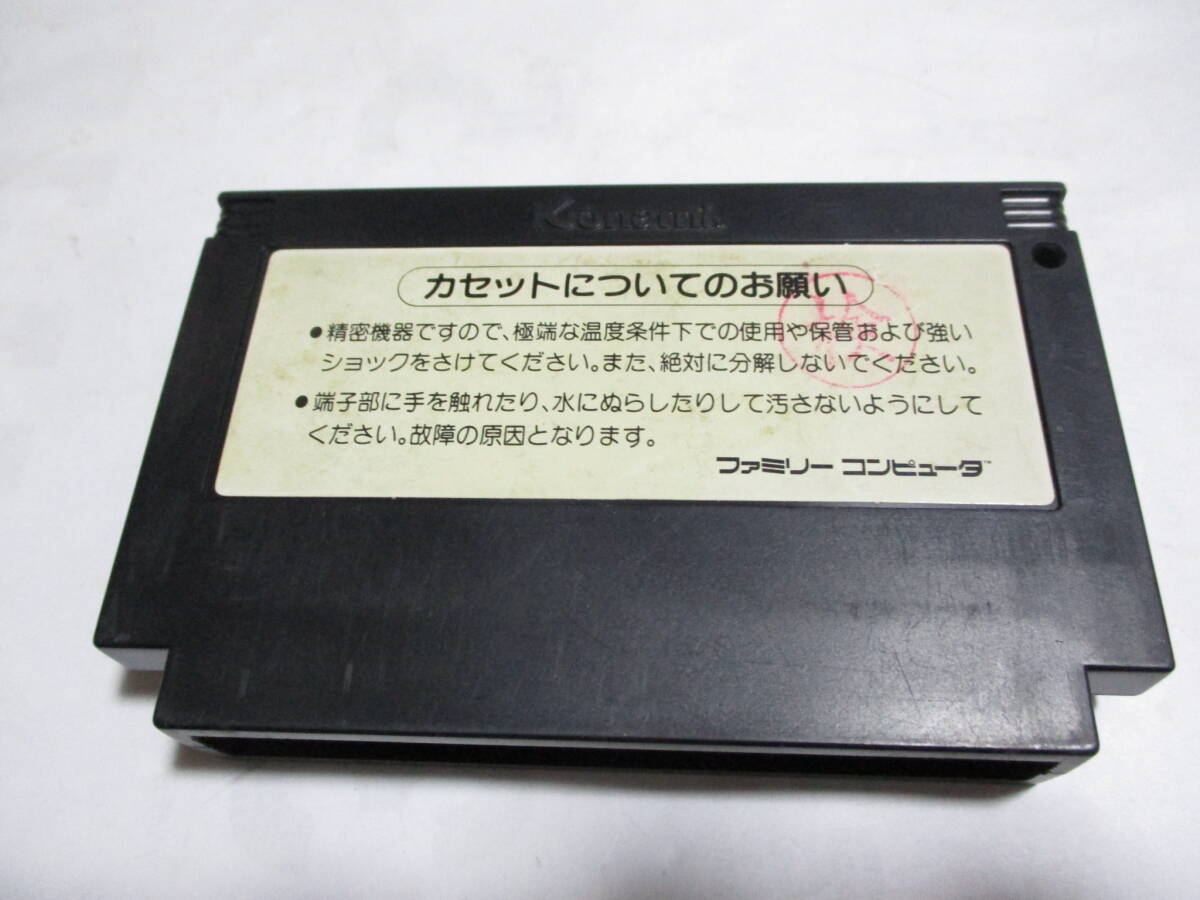 Konami
カセットについてのお願い
●精密機器ですので、極端な温度条件下での使用や保管および強い
ショックをさけてください。また、絶対に分解しないでください。
●端子部に手を触れたり、水にぬらしたりして汚さないようにして
ください。故障の原因となります。
ファミリー コンピュータ™